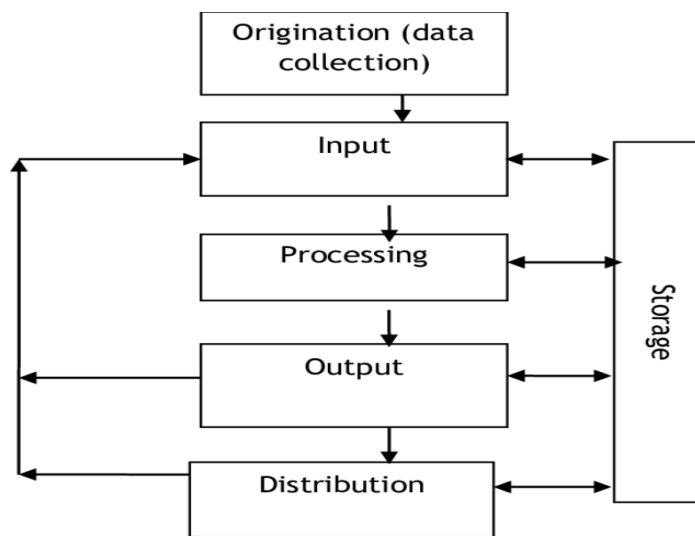 Origination (data
collection)
Input
Processing
Storage
Output
Distribution